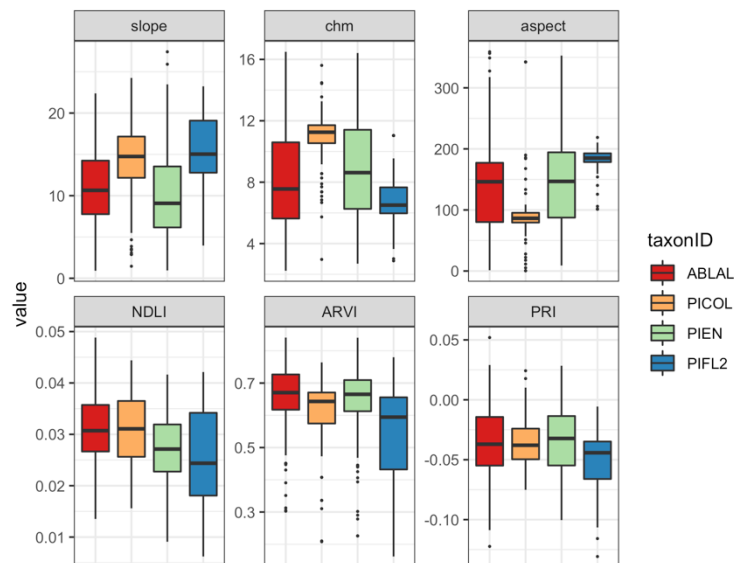 slope chm aspect
20
10
0
16
12
8
4
300
200
100
0
value
taxonID
ABLAL
PICOL
PIEN
PIFL2
NDLI ARVI PRI
0.05
0.04
0.03
0.02
0.01
0.7
0.5
0.3
0.05
0.00
-0.05
-0.10